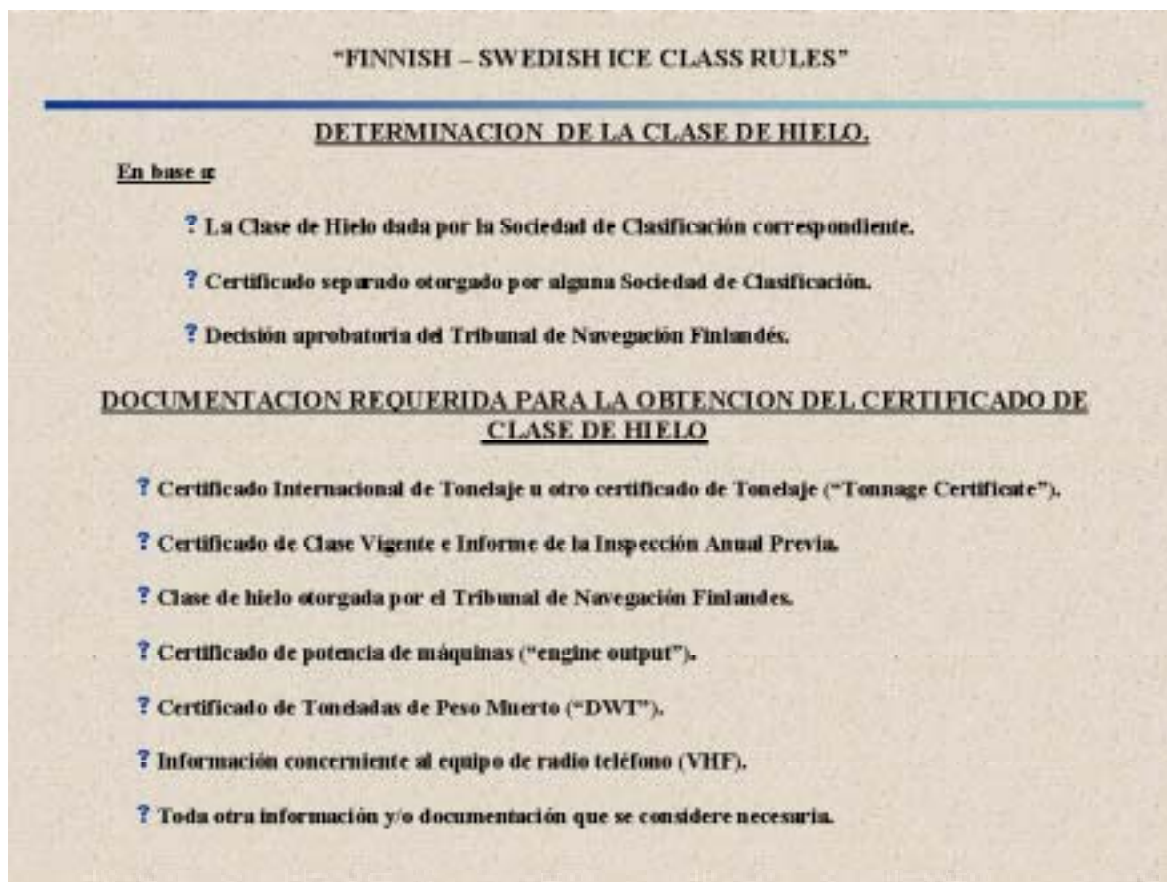 “FINNISH – SWEDISH ICE CLASS RULES”
DETERMINACION DE LA CLASE DE HIELO.
En base a:
? La Clase de Hielo dada por la Sociedad de Clasificación correspondiente.
? Certificado separado otorgado por alguna Sociedad de Clasificación.
? Decisión aprobatoria del Tribunal de Navegación Finlandés.
DOCUMENTACION REQUERIDA PARA LA OBTENCION DEL CERTIFICADO DE
CLASE DE HIELO
? Certificado Internacional de Tonelaje u otro certificado de Tonelaje (“Tonnage Certificate”).
? Certificado de Clase Vigente e Informe de la Inspección Anual Previa.
? Clase de hielo otorgada por el Tribunal de Navegación Finlandes.
? Certificado de potencia de máquinas (“engine output”).
? Certificado de Toneladas de Peso Muerto (“DWT”).
? Información concerniente al equipo de radio teléfono (VHF).
? Toda otra información y/o documentación que se considere necesaria.